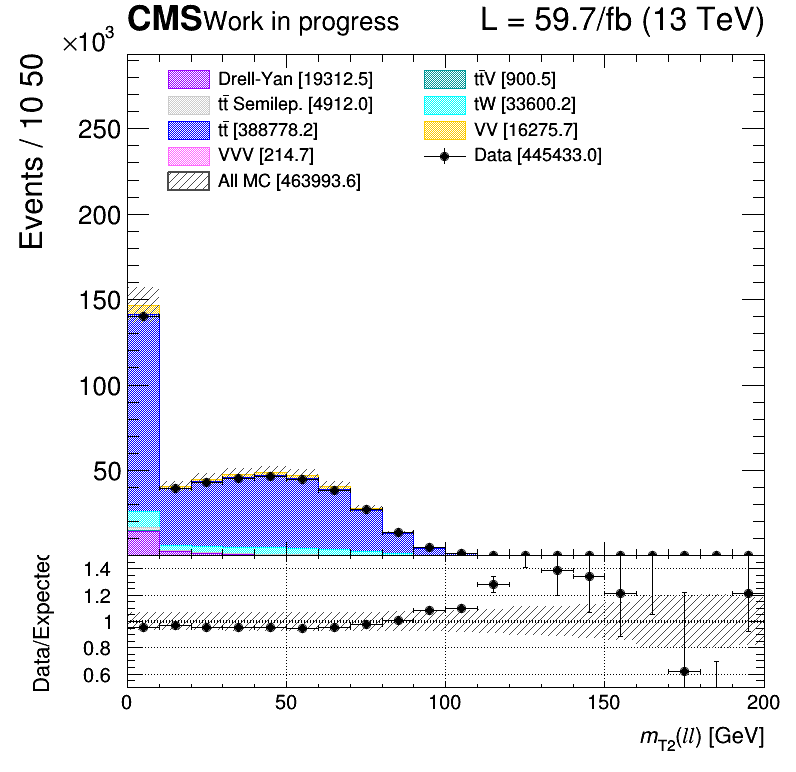 CMS Work in progress L = 59.7/fb (13 TeV)
×10³
Events / 10 50
Drell-Yan [19312.5]
tt̄ Semilep. [4912.0]
tt̄ [388778.2]
VVV [214.7]
All MC [463993.6]
tt̄V [900.5]
tW [33600.2]
VV [16275.7]
Data [445433.0]
250
200
150
100
50
Data/Expected
1.4
1.2
1
0.8
0.6
0 50 100 150 200
m_T2(ll) [GeV]